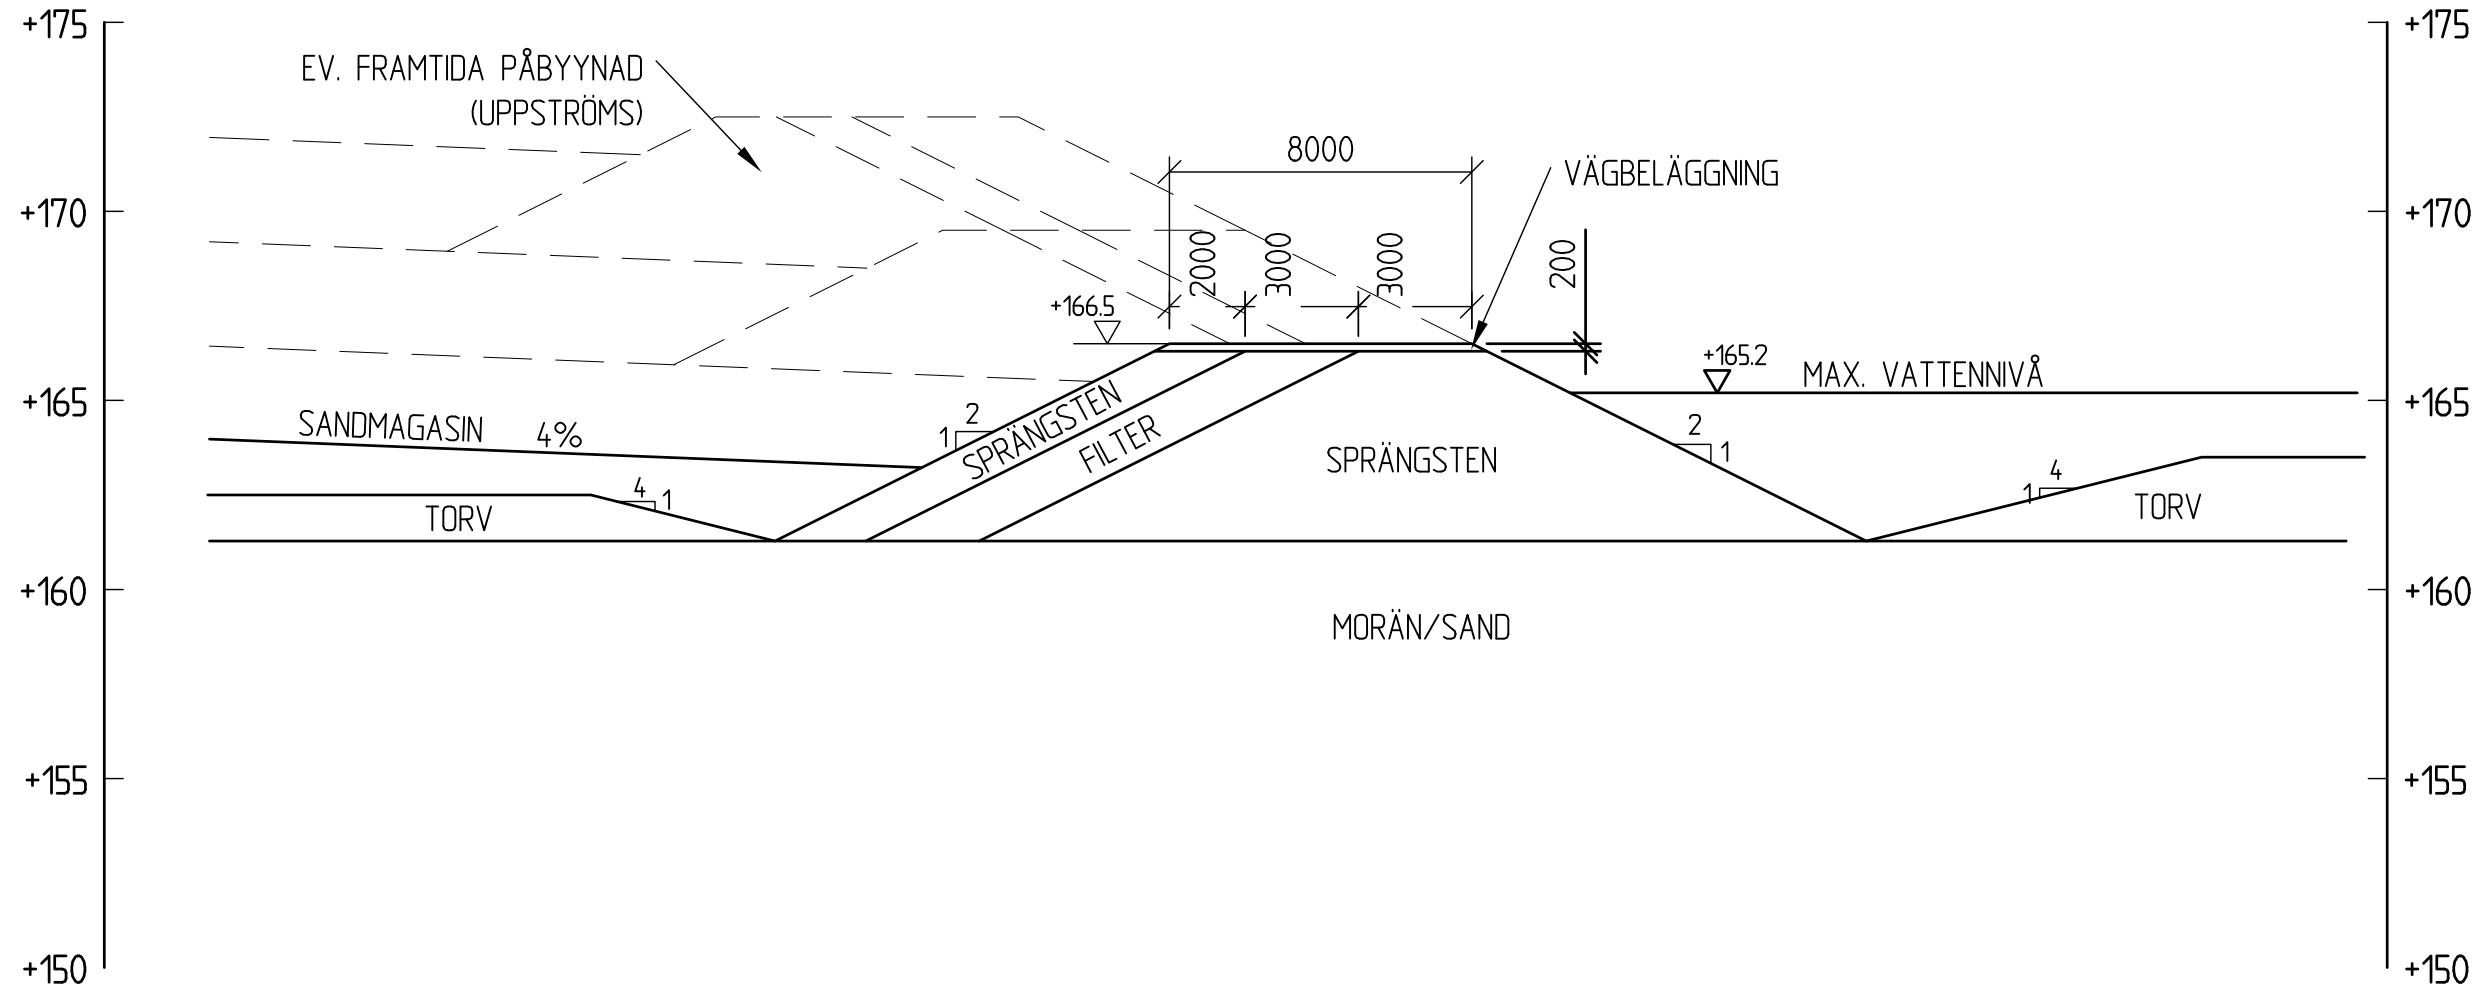 +175
+175
EV. FRAMTIDA PÅBYYNAD
(UPPSTRÖMS)
8000
VÄGBELÄGGNING
+170
+170
2000
3000
3000
200
+166.5
+165.2
MAX. VATTENNIVÅ
+165
+165
SANDMAGASIN 4%
2
1
SPRÄNGSTEN
FILTER
SPRÄNGSTEN
2
1
4
1
4
1
TORV
TORV
+160
+160
MORÄN/SAND
+155
+155
+150
+150